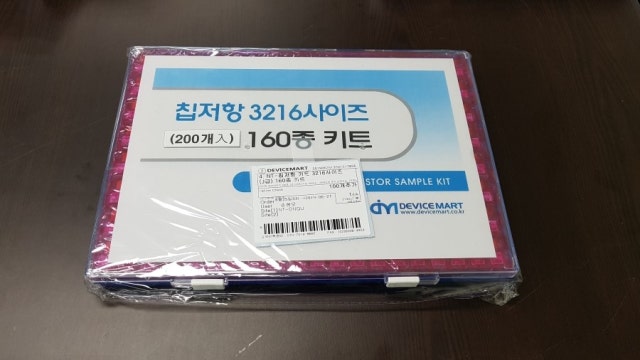 칩저항 3216사이즈
(200개入) 160종 키트
DEVICEMART
칩저항 키트 3216사이즈
160종 키트
STOR SAMPLE KIT
DEVICEMART
www.devicemart.co.kr